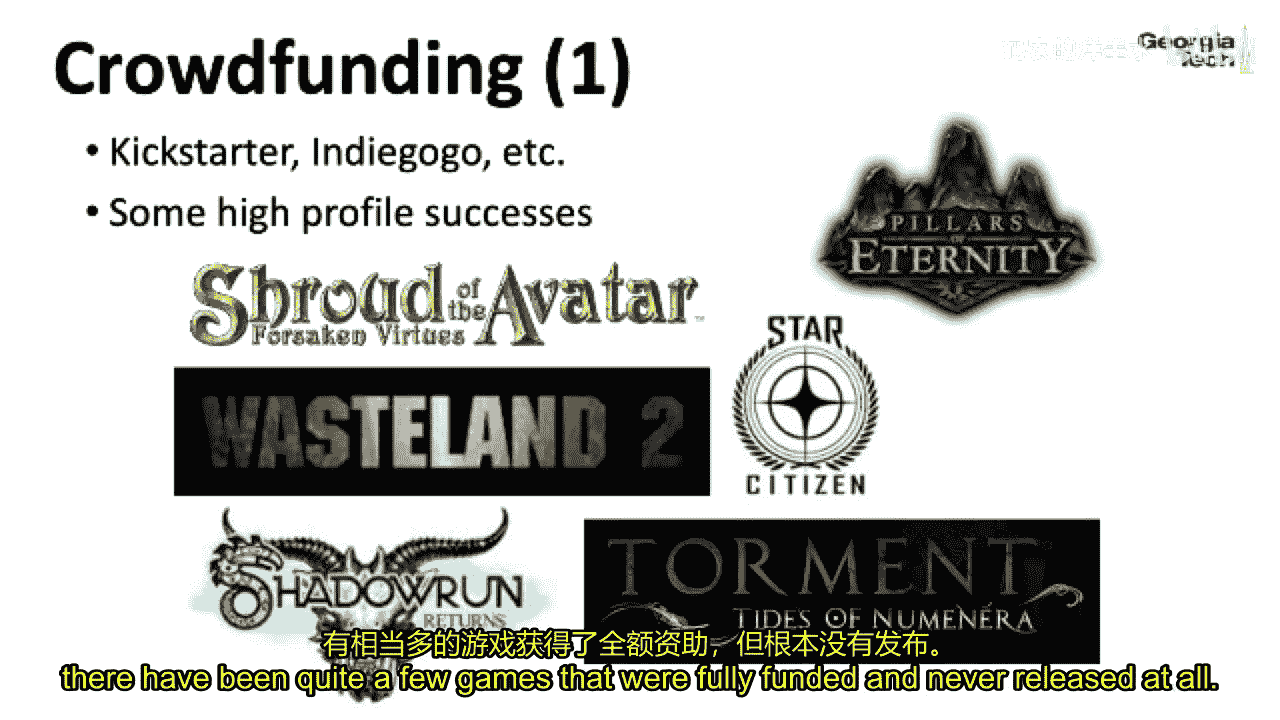 Crowdfunding (1)
Georgia
Tech
• Kickstarter, Indiegogo, etc.
• Some high profile successes
PILLARS
OF
ETERNITY
Shroud of the Avatar
Forsaken Virtues
STAR
CITIZEN
WASTELAND 2
SHADOWRUN
RETURNS
TORMENT
TIDES OF NUMENÉRA
有相当多的游戏获得了全额资助，但根本没有发布。
there have been quite a few games that were fully funded and never released at all.